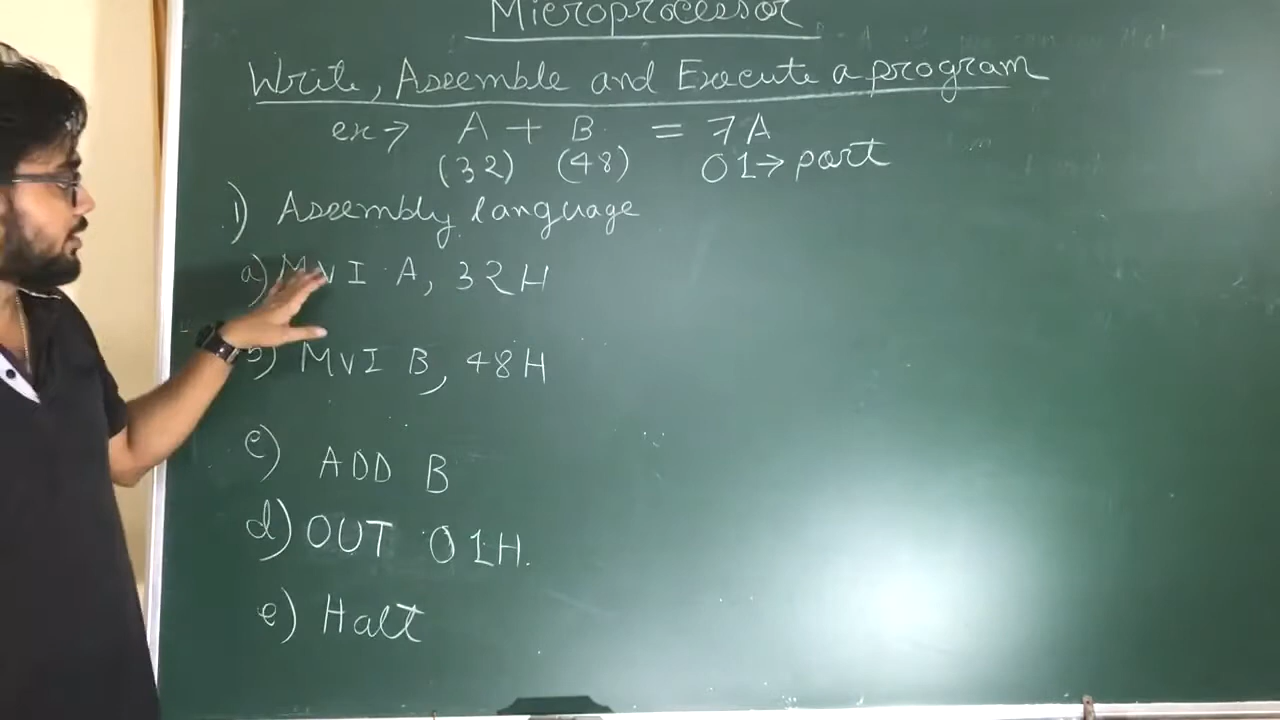 Microprocessor
Write, Assemble and Execute a program
ex → A + B = 7A
(32) (48) 01 → port
1) Assembly language
a) MVI A, 32H
b) MVI B, 48H
c) ADD B
d) OUT 01H.
e) Halt